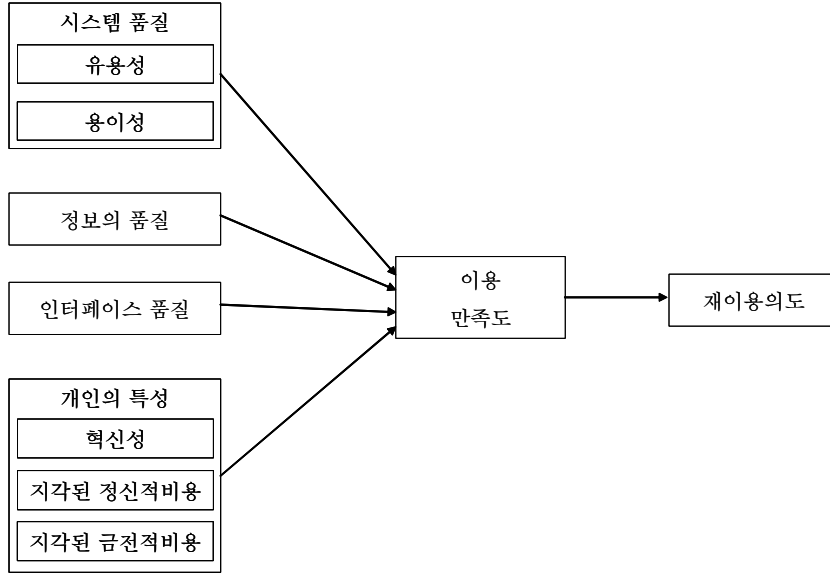 시스템 품질
유용성
용이성
정보의 품질
인터페이스 품질
개인의 특성
혁신성
지각된 정신적비용
지각된 금전적비용
이용
만족도
재이용의도